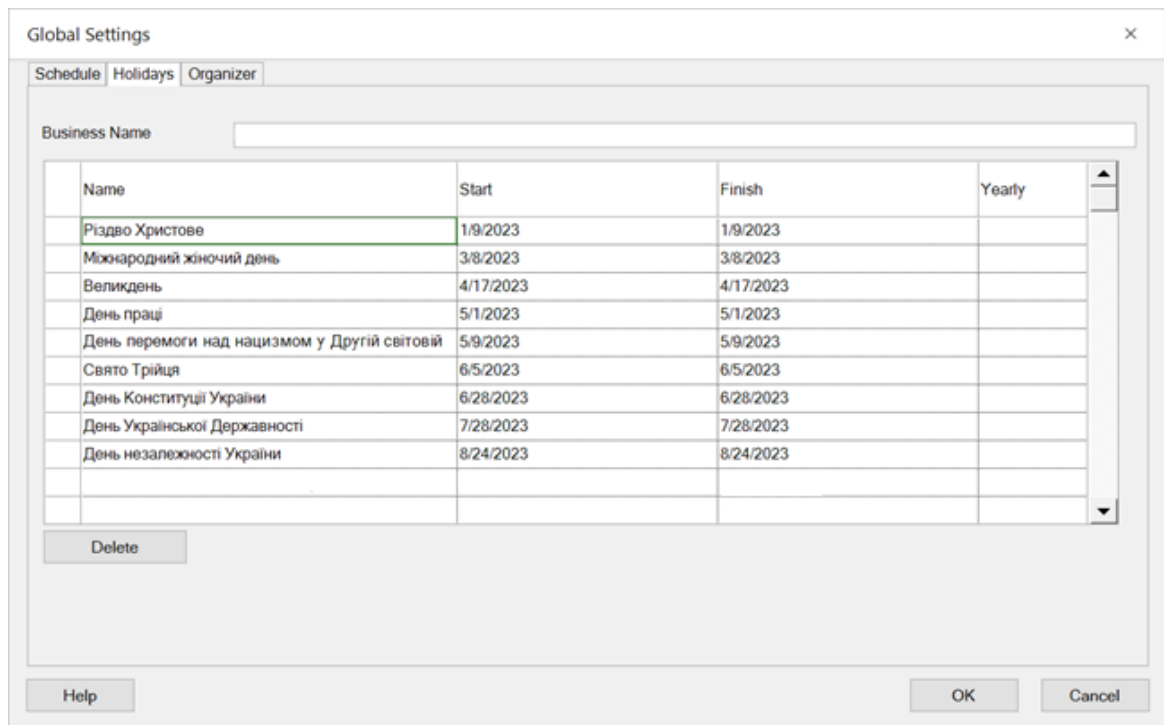 Global Settings
Schedule Holidays Organizer
Business Name
Name Start Finish Yearly
Різдво Христове 1/9/2023 1/9/2023
Міжнародний жіночий день 3/8/2023 3/8/2023
Великдень 4/17/2023 4/17/2023
День праці 5/1/2023 5/1/2023
День перемоги над нацизмом у Другій світовій 5/9/2023 5/9/2023
Свято Трійця 6/5/2023 6/5/2023
День Конституції України 6/28/2023 6/28/2023
День Української Державності 7/28/2023 7/28/2023
День незалежності України 8/24/2023 8/24/2023
Delete
Help OK Cancel